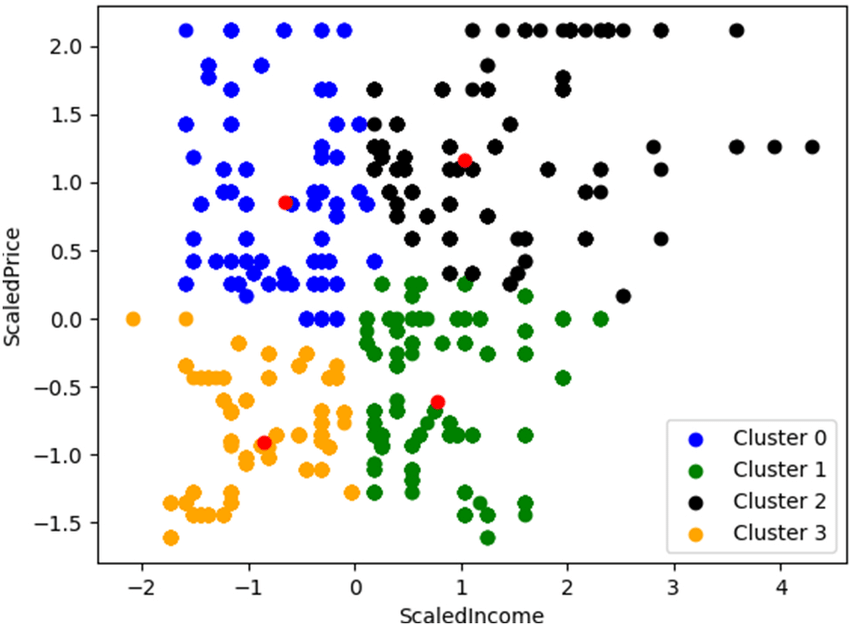 2.0
1.5
1.0
0.5
0.0
−0.5
−1.0
−1.5
ScaledPrice
Cluster 0
Cluster 1
Cluster 2
Cluster 3
−2 −1 0 1 2 3 4
ScaledIncome